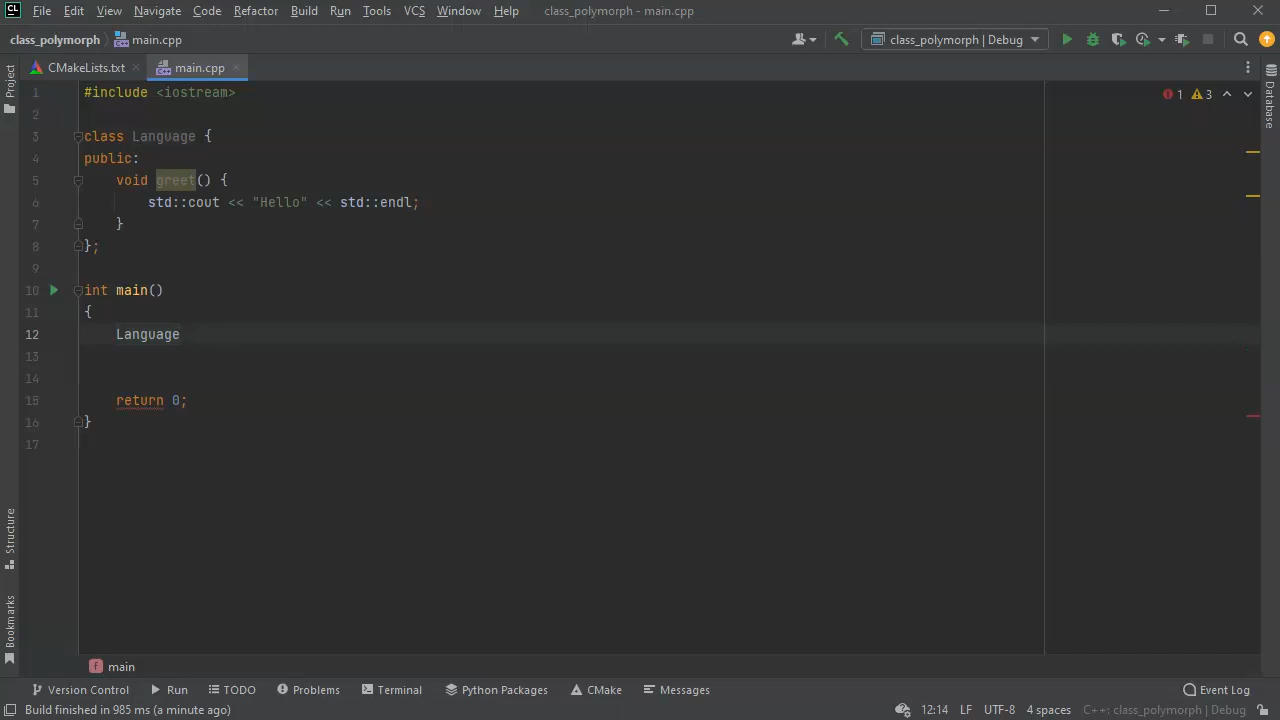 CL File Edit View Navigate Code Refactor Build Run Tools VCS Window Help class_polymorph - main.cpp
class_polymorph main.cpp class_polymorph | Debug
Project CMakeLists.txt main.cpp Database
1 #include <iostream> 1 3
2
3 class Language {
4 public:
5 void greet() {
6 std::cout << "Hello" << std::endl;
7 }
8 };
9
10 int main()
11 {
12 Language
13
14
15 return 0;
16 }
17
Structure
Bookmarks
f main
Version Control Run TODO Problems Terminal Python Packages CMake Messages Event Log
Build finished in 985 ms (a minute ago) 12:14 LF UTF-8 4 spaces C++: class_polymorph | Debug